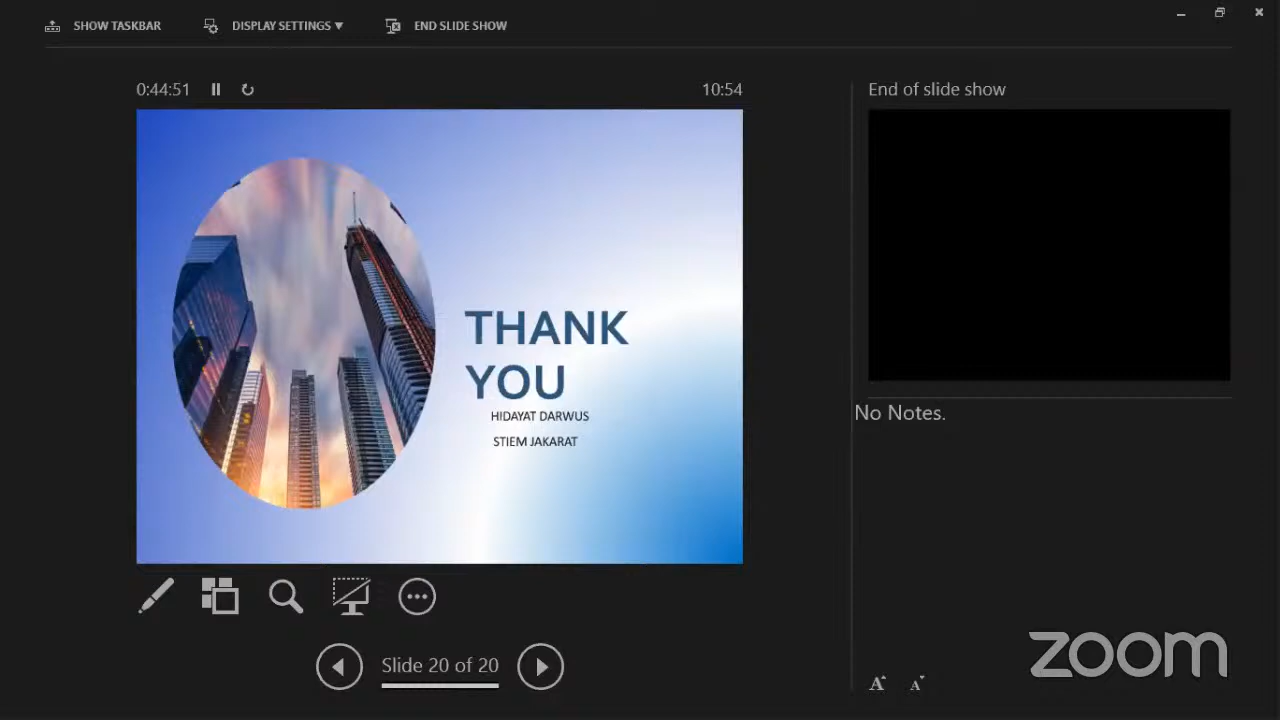 SHOW TASKBAR
DISPLAY SETTINGS
END SLIDE SHOW
0:44:51
10:54
End of slide show
THANK
YOU
HIDAYAT DARWUS
STIEM JAKARAT
No Notes.
Slide 20 of 20
A A
zoom